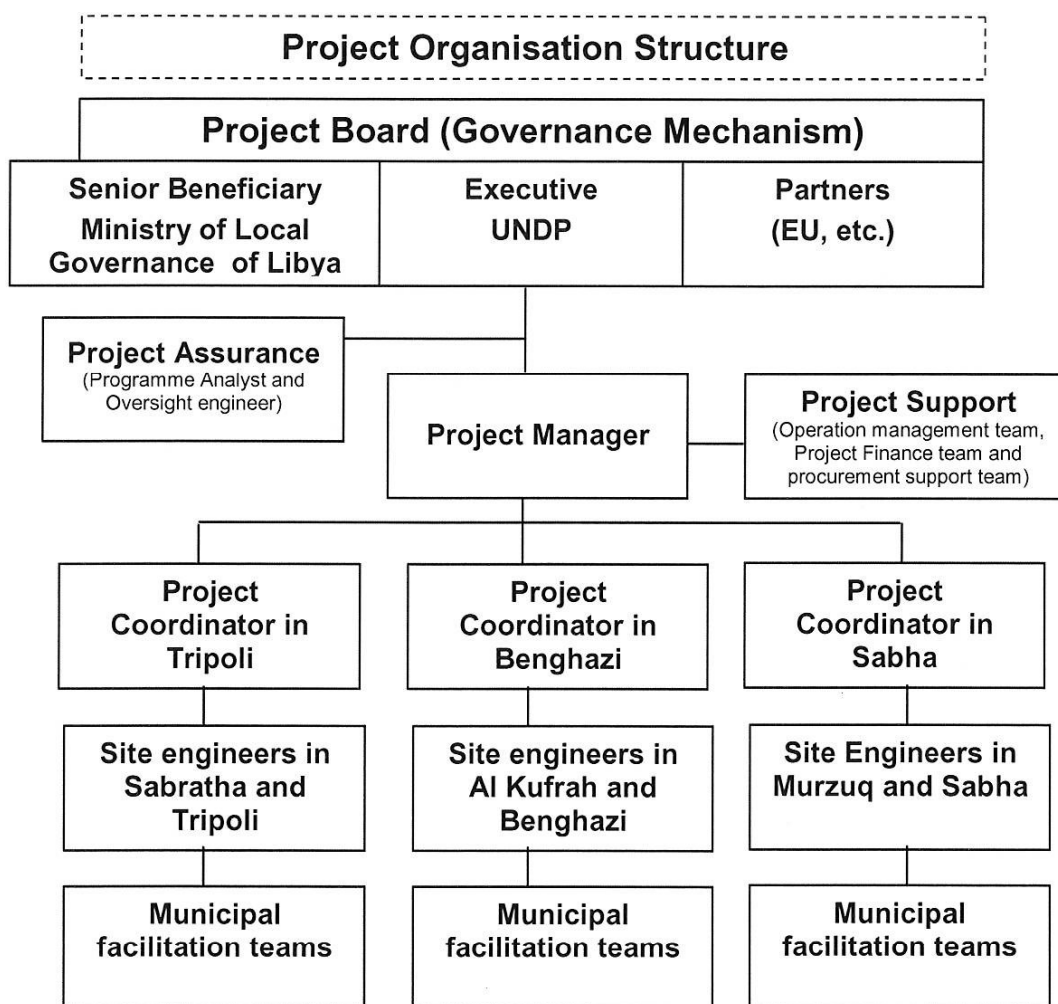 Project Organisation Structure
Project Board (Governance Mechanism)
Senior Beneficiary
Ministry of Local
Governance of Libya
Executive
UNDP
Partners
(EU, etc.)
Project Assurance
(Programme Analyst and
Oversight engineer)
Project Manager
Project Support
(Operation management team,
Project Finance team and
procurement support team)
Project
Coordinator in
Tripoli
Project
Coordinator in
Benghazi
Project
Coordinator in
Sabha
Site engineers in
Sabratha and
Tripoli
Site engineers in
Al Kufrah and
Benghazi
Site Engineers in
Murzuq and Sabha
Municipal
facilitation teams
Municipal
facilitation teams
Municipal
facilitation teams